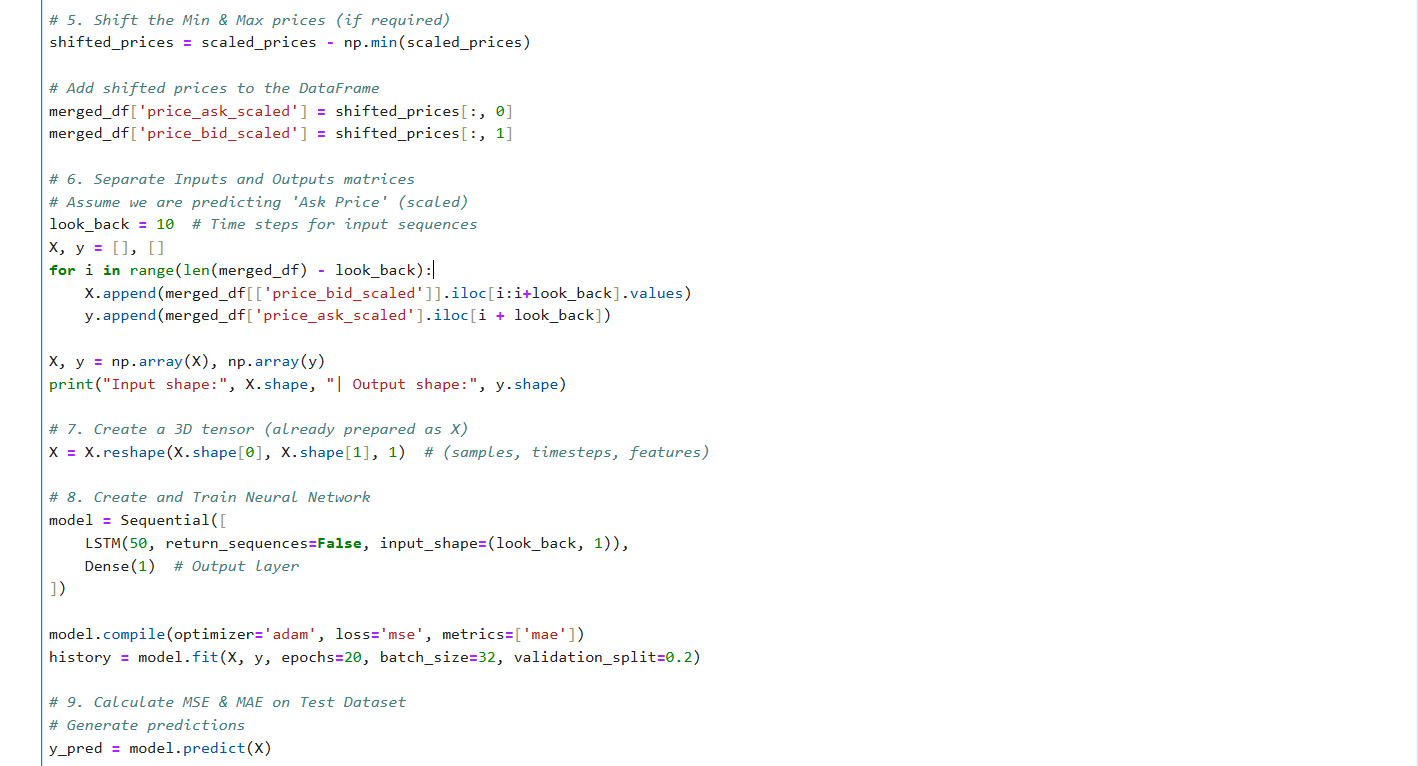 # 5. Shift the Min & Max prices (if required)
shifted_prices = scaled_prices - np.min(scaled_prices)
# Add shifted prices to the DataFrame
merged_df['price_ask_scaled'] = shifted_prices[:, 0]
merged_df['price_bid_scaled'] = shifted_prices[:, 1]
# 6. Separate Inputs and Outputs matrices
# Assume we are predicting 'Ask Price' (scaled)
look_back = 10  # Time steps for input sequences
X, y = [], []
for i in range(len(merged_df) - look_back):
    X.append(merged_df[['price_bid_scaled']].iloc[i:i+look_back].values)
    y.append(merged_df['price_ask_scaled'].iloc[i + look_back])
X, y = np.array(X), np.array(y)
print("Input shape:", X.shape, "| Output shape:", y.shape)
# 7. Create a 3D tensor (already prepared as X)
X = X.reshape(X.shape[0], X.shape[1], 1)  # (samples, timesteps, features)
# 8. Create and Train Neural Network
model = Sequential([
    LSTM(50, return_sequences=False, input_shape=(look_back, 1)),
    Dense(1)  # Output layer
])
model.compile(optimizer='adam', loss='mse', metrics=['mae'])
history = model.fit(X, y, epochs=20, batch_size=32, validation_split=0.2)
# 9. Calculate MSE & MAE on Test Dataset
# Generate predictions
y_pred = model.predict(X)